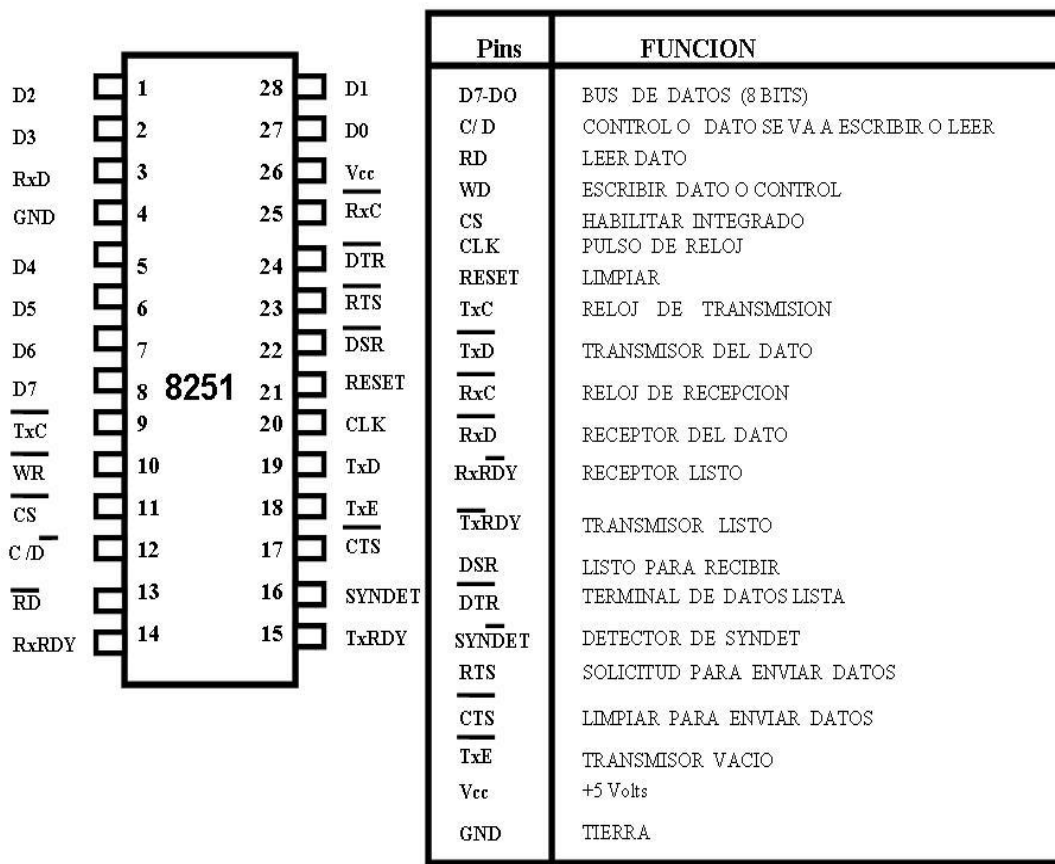 D2 1 28 D1
D3 2 27 D0
RxD 3 26 Vcc
GND 4 25 RxC
D4 5 24 DTR
D5 6 23 RTS
D6 7 22 DSR
D7 8 8251 21 RESET
TxC 9 20 CLK
WR 10 19 TxD
CS 11 18 TxE
C /D 12 17 CTS
RD 13 16 SYNDET
RxRDY 14 15 TxRDY
Pins FUNCION
D7-DO BUS DE DATOS (8 BITS)
C/ D CONTROL O DATO SE VA A ESCRIBIR O LEER
RD LEER DATO
WD ESCRIBIR DATO O CONTROL
CS HABILITAR INTEGRADO
CLK PULSO DE RELOJ
RESET LIMPIAR
TxC RELOJ DE TRANSMISION
TxD TRANSMISOR DEL DATO
RxC RELOJ DE RECEPCION
RxD RECEPTOR DEL DATO
RxRDY RECEPTOR LISTO
TxRDY TRANSMISOR LISTO
DSR LISTO PARA RECIBIR
DTR TERMINAL DE DATOS LISTA
SYNDET DETECTOR DE SYNDET
RTS SOLICITUD PARA ENVIAR DATOS
CTS LIMPIAR PARA ENVIAR DATOS
TxE TRANSMISOR VACIO
Vcc +5 Volts
GND TIERRA